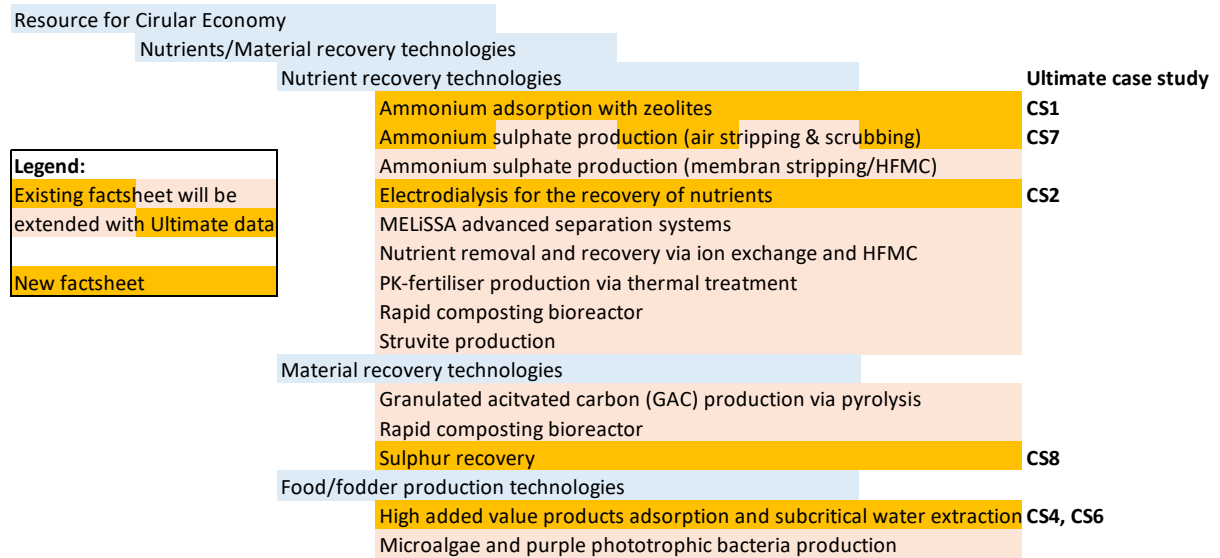 Resource for Cirular Economy
Nutrients/Material recovery technologies
Nutrient recovery technologies Ultimate case study
Ammonium adsorption with zeolites CS1
Ammonium sulphate production (air stripping & scrubbing) CS7
Ammonium sulphate production (membran stripping/HFMC)
Electrodialysis for the recovery of nutrients CS2
MELiSSA advanced separation systems
Nutrient removal and recovery via ion exchange and HFMC
PK-fertiliser production via thermal treatment
Rapid composting bioreactor
Struvite production
Legend:
Existing factsheet will be
extended with Ultimate data
New factsheet
Material recovery technologies
Granulated acitvated carbon (GAC) production via pyrolysis
Rapid composting bioreactor
Sulphur recovery CS8
Food/fodder production technologies
High added value products adsorption and subcritical water extraction CS4, CS6
Microalgae and purple phototrophic bacteria production